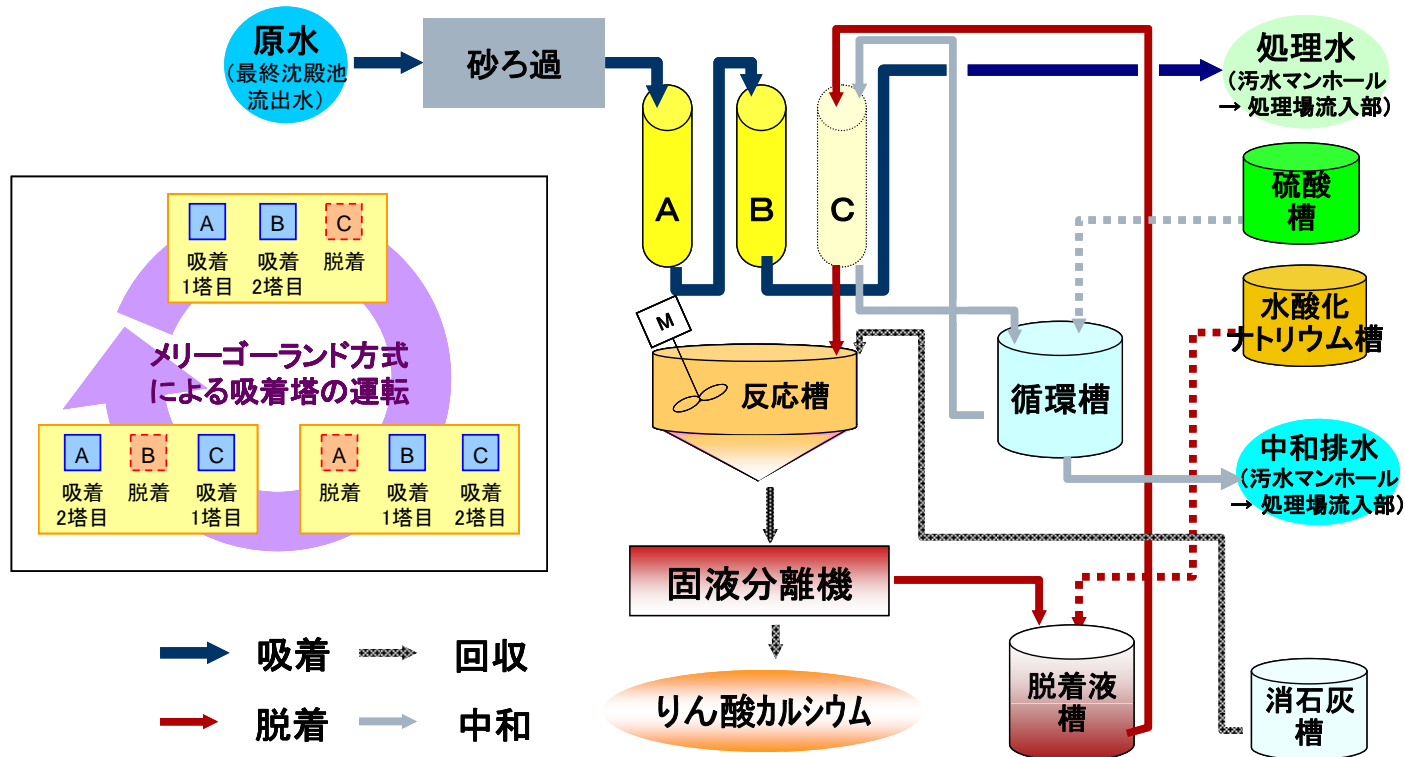 原水
(最終沈殿池
流出水)
砂ろ過
処理水
(汚水マンホール
→ 処理場流入部)
A
B
C
硫酸
槽
水酸化
ナトリウム槽
M
反応槽
循環槽
中和排水
(汚水マンホール
→ 処理場流入部)
固液分離機
りん酸カルシウム
脱着液
槽
消石灰
槽
A B C
吸着 吸着 脱着
1塔目 2塔目
メリーゴーランド方式
による吸着塔の運転
A B C
吸着 脱着 吸着
2塔目 1塔目
A B C
脱着 吸着 吸着
1塔目 2塔目
吸着 回収
脱着 中和